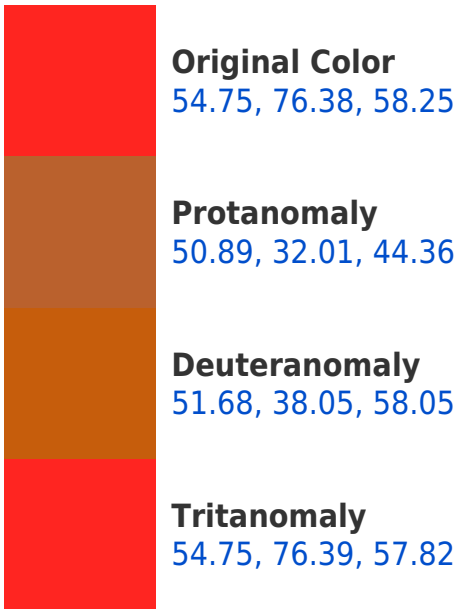 Original Color
54.75, 76.38, 58.25
Protanomaly
50.89, 32.01, 44.36
Deuteranomaly
51.68, 38.05, 58.05
Tritanomaly
54.75, 76.39, 57.82